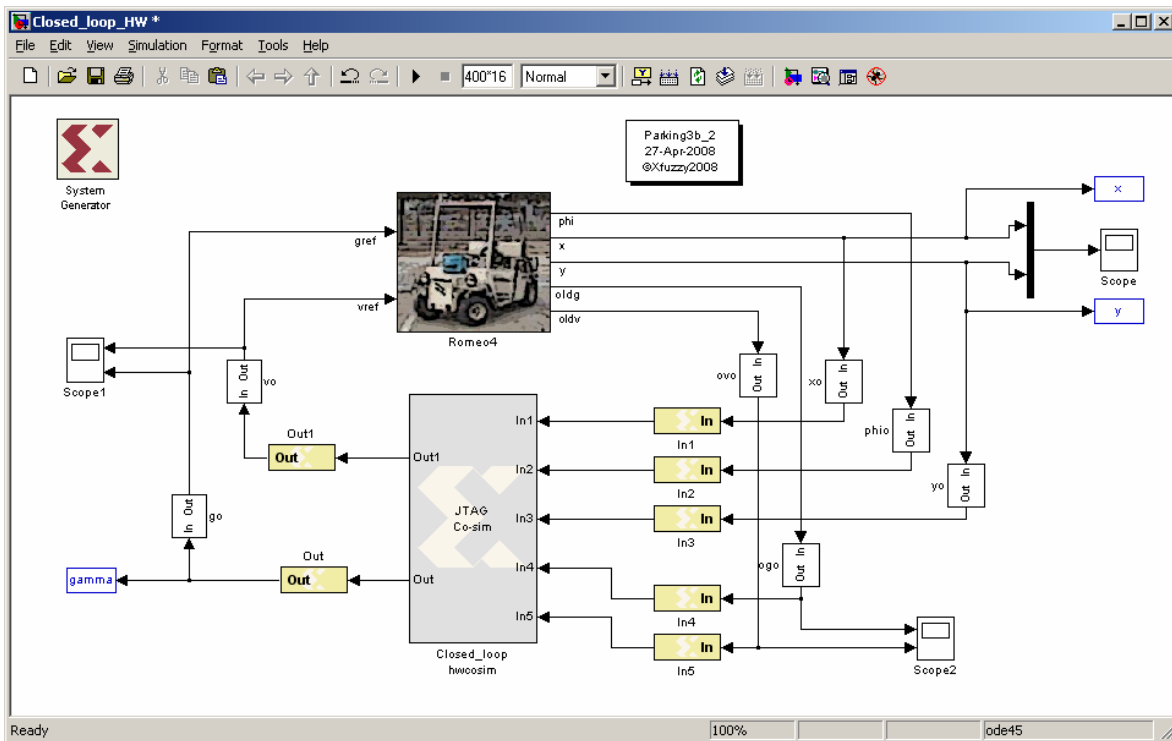 Closed_loop_HW *
File Edit View Simulation Format Tools Help
400*16 Normal
System
Generator
Parking3b_2
27-Apr-2008
©Xfuzzy2008
gref
vref
phi
x
y
oldg
oldv
Romeo4
x
Scope
y
Scope1
In Out
vo
ovo
Out In
xo
Out In
phio
Out In
yo
Out In
Out1
Out
In Out
go
Out
Out
gamma
Out1
Out
JTAG
Co-sim
In1
In2
In3
In4
In5
Closed_loop
hwcosim
In
In1
In
In2
In
In3
In
In4
In
In5
ogo
Out In
Scope2
Ready 100% ode45